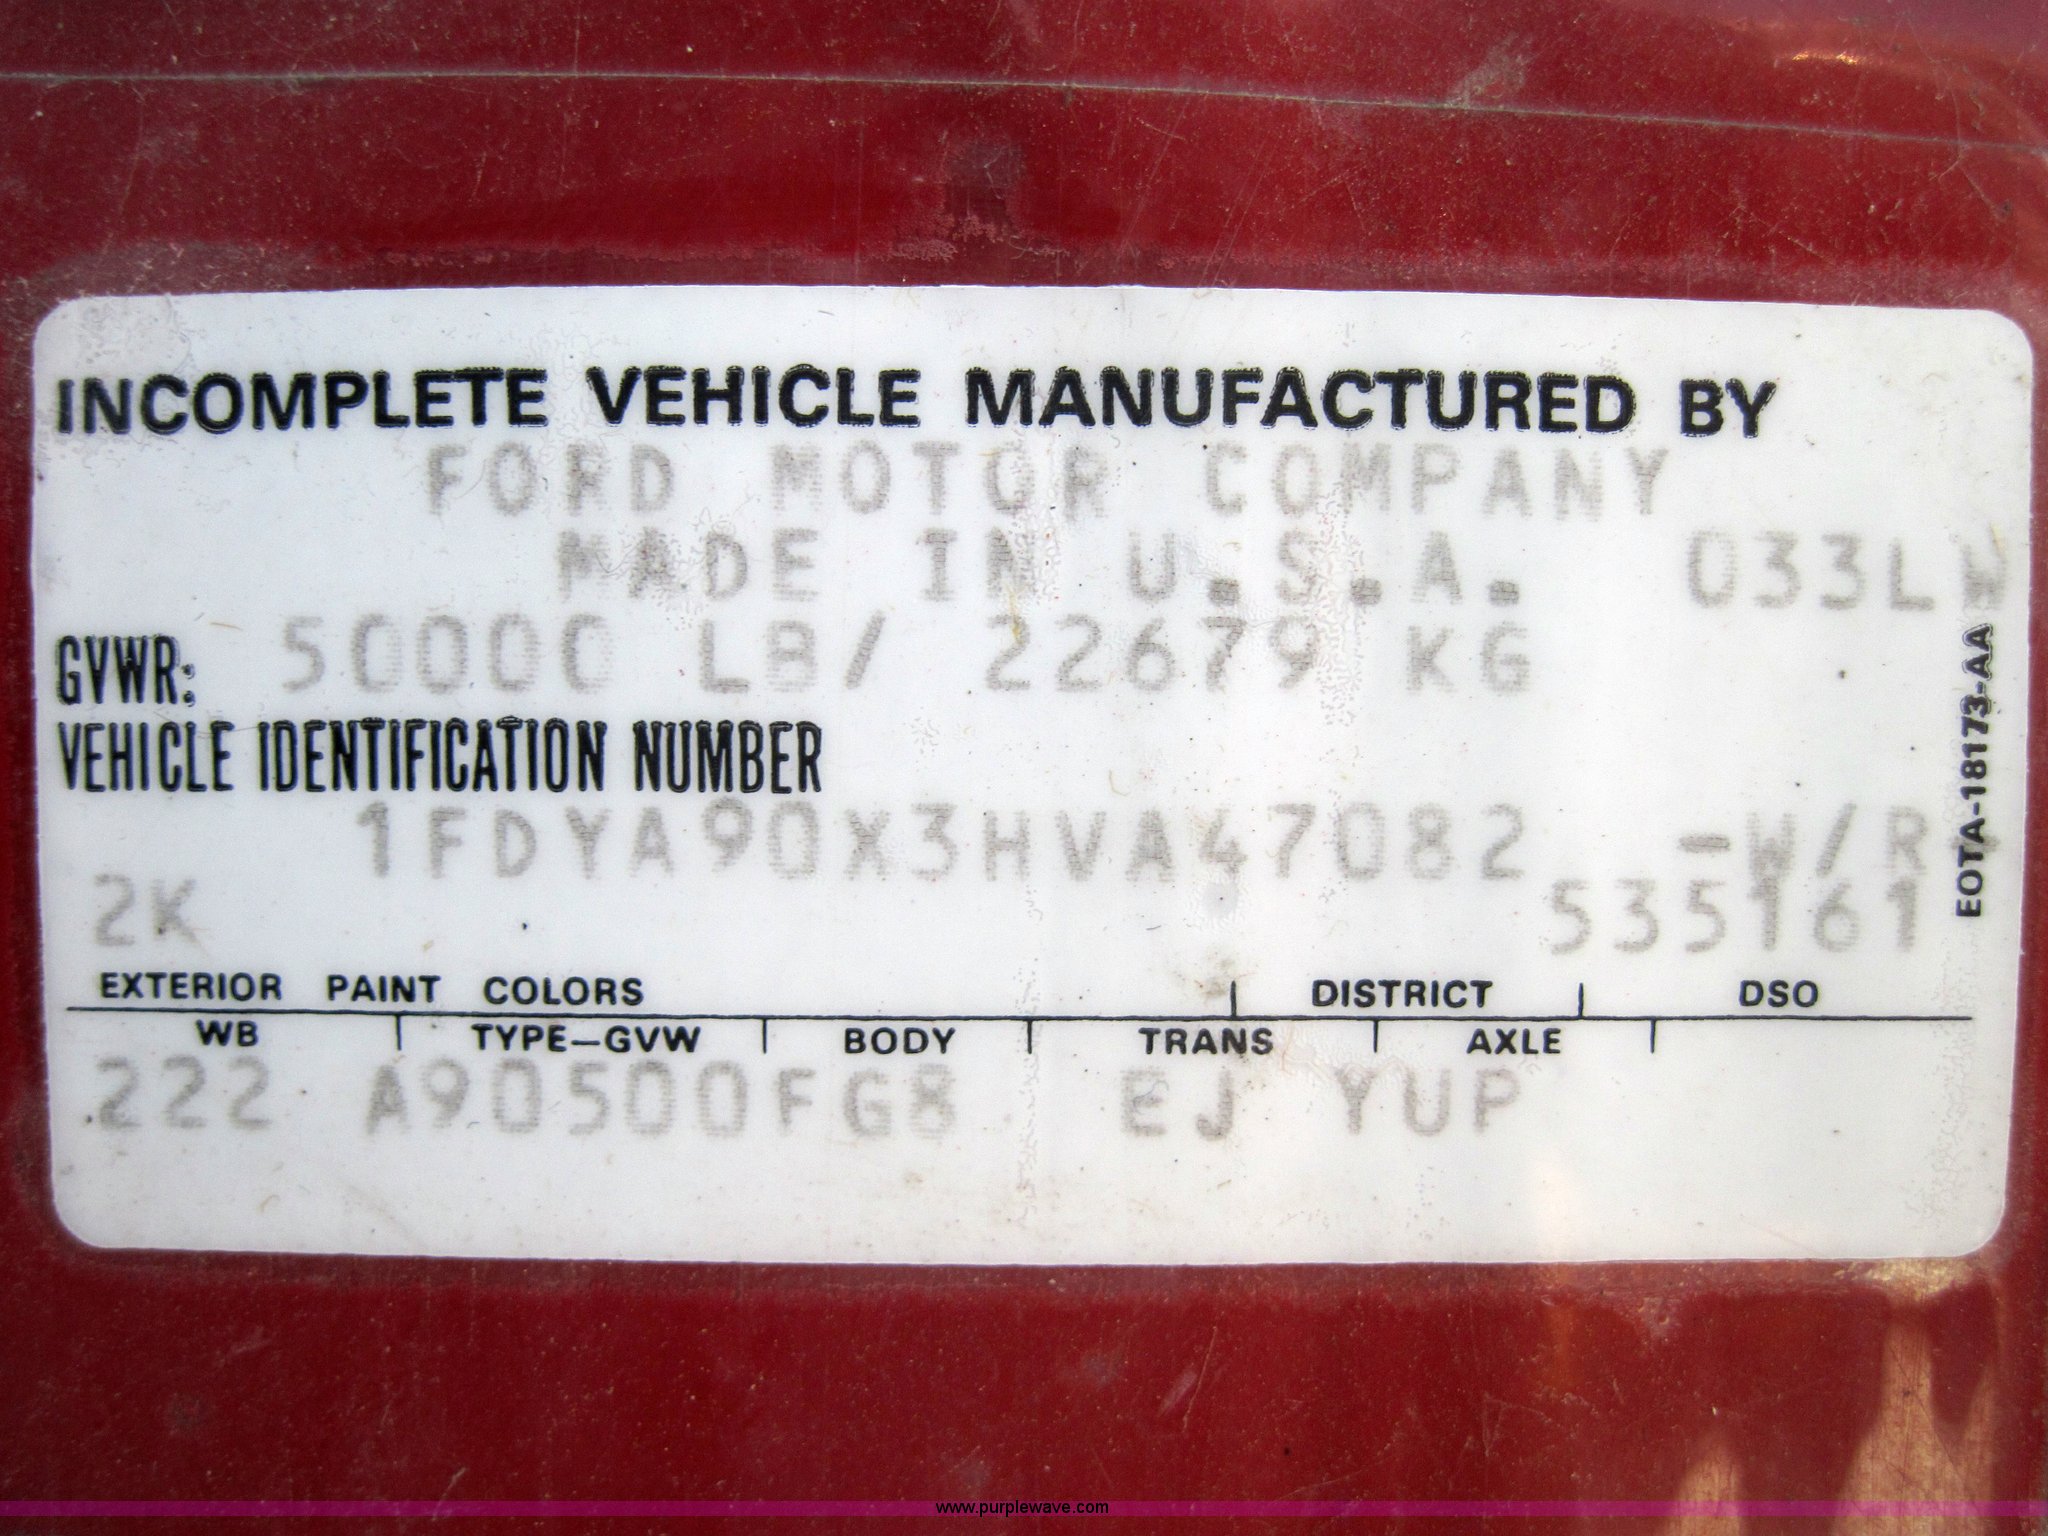 INCOMPLETE VEHICLE MANUFACTURED BY
FORD MOTOR COMPANY
MADE IN U.S.A. 033LW
GVWR: 50000 LB/ 22679 KG
VEHICLE IDENTIFICATION NUMBER
1FDYA90X3HVA47082 -W/R
2K 535161
EXTERIOR PAINT COLORS DISTRICT DSO
WB TYPE-GVW BODY TRANS AXLE
222 A90500FG8 EJ YUP
EOTA-18173-AA
www.purplewave.com